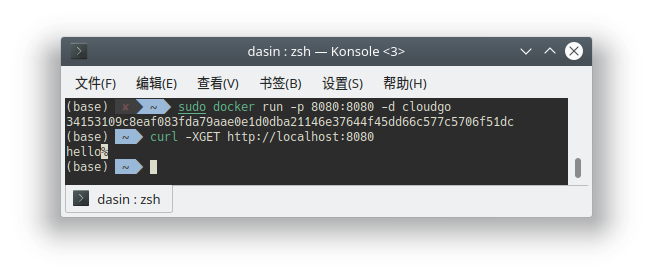 dasin : zsh — Konsole <3>
文件(F) 编辑(E) 查看(V) 书签(B) 设置(S) 帮助(H)
(base) ✘ ~ sudo docker run -p 8080:8080 -d cloudgo
34153109c8eaf083fda79aae0e1d0dba21146e37644f45dd66c577c5706f51dc
(base) ~ curl -XGET http://localhost:8080
hello%
(base) ~
dasin : zsh